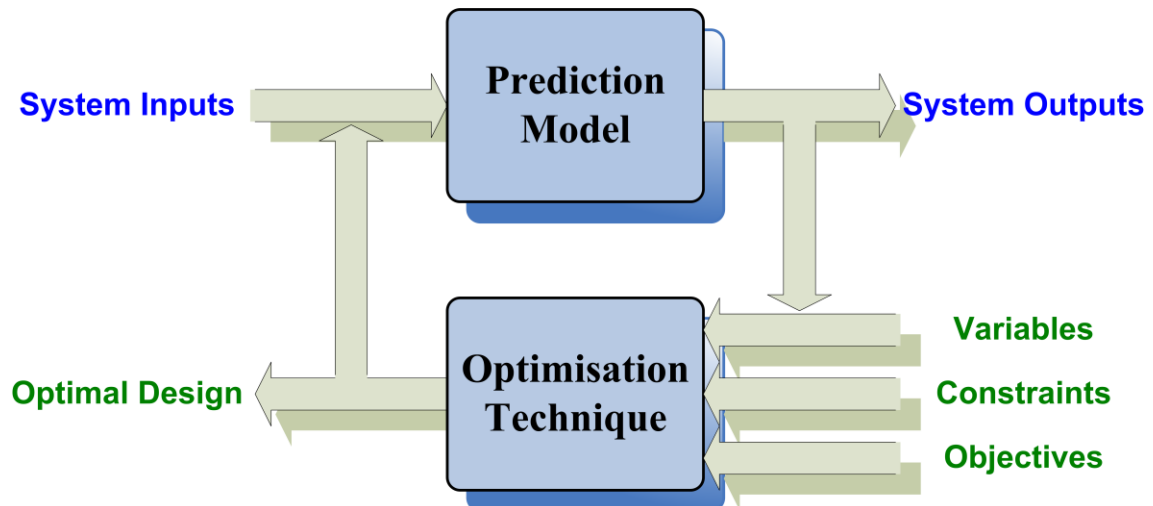 System Inputs
Prediction
Model
System Outputs
Optimal Design
Optimisation
Technique
Variables
Constraints
Objectives